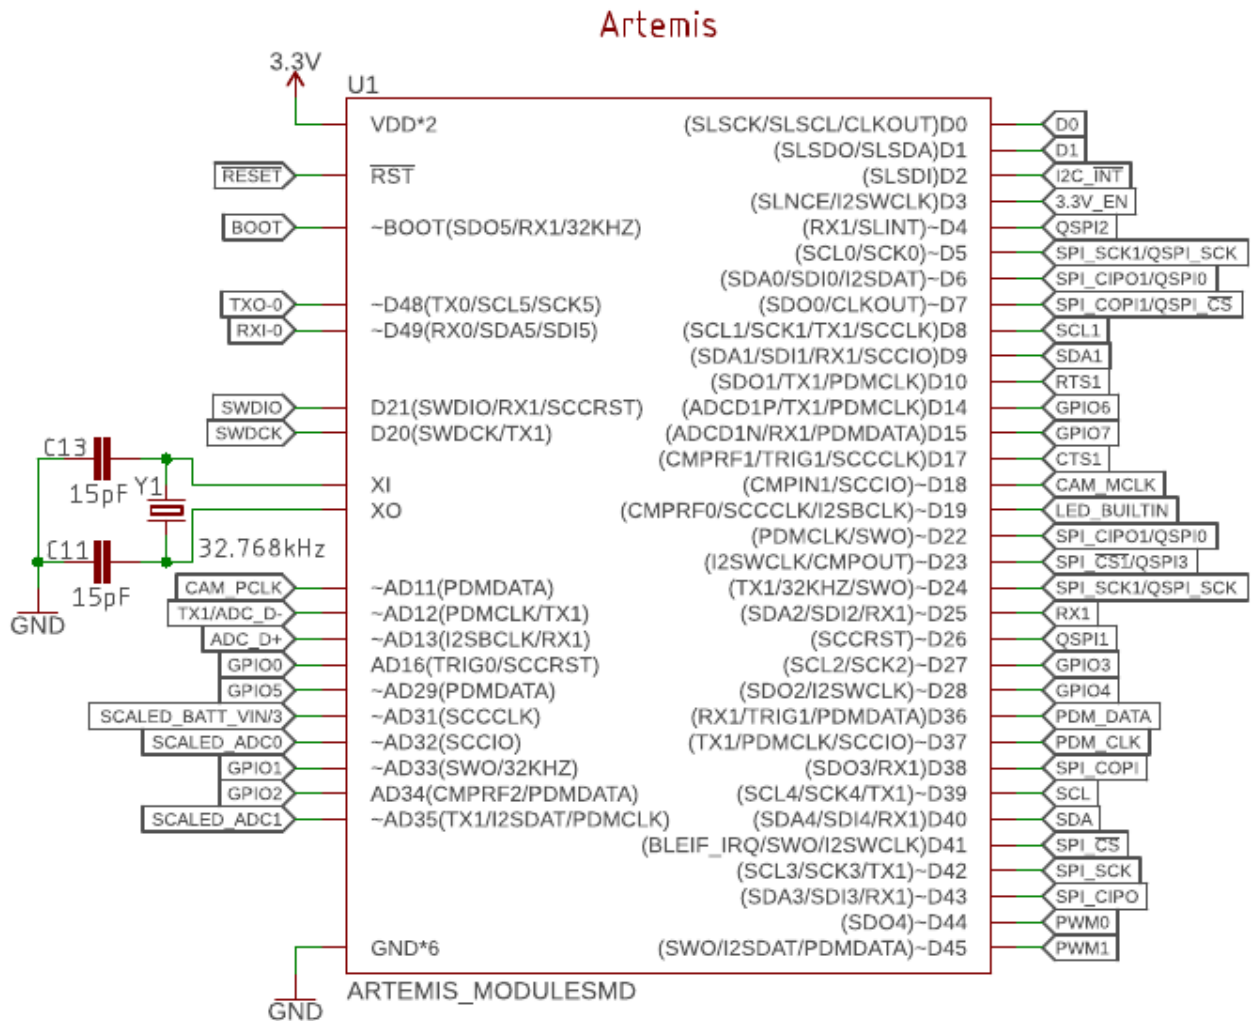 Artemis
3.3V
U1
VDD*2
RESET
RST
BOOT
~BOOT(SDO5/RX1/32KHZ)
TXO-0
~D48(TX0/SCL5/SCK5)
RXI-0
~D49(RX0/SDA5/SDI5)
SWDIO
D21(SWDIO/RX1/SCCRST)
SWDCK
D20(SWDCK/TX1)
C13
15pF
Y1
XI
XO
C11
32.768kHz
15pF
GND
CAM_PCLK
~AD11(PDMDATA)
TX1/ADC_D-
~AD12(PDMCLK/TX1)
ADC_D+
~AD13(I2SBCLK/RX1)
GPIO0
AD16(TRIG0/SCCRST)
GPIO5
~AD29(PDMDATA)
SCALED_BATT_VIN/3
~AD31(SCCCLK)
SCALED_ADC0
~AD32(SCCIO)
GPIO1
~AD33(SWO/32KHZ)
GPIO2
AD34(CMPRF2/PDMDATA)
SCALED_ADC1
~AD35(TX1/I2SDAT/PDMCLK)
GND*6
GND
(SLSCK/SLSCL/CLKOUT)D0
D0
(SLSDO/SLSDA)D1
D1
(SLSDI)D2
I2C_INT
(SLNCE/I2SWCLK)D3
3.3V_EN
(RX1/SLINT)~D4
QSPI2
(SCL0/SCK0)~D5
SPI_SCK1/QSPI_SCK
(SDA0/SDI0/I2SDAT)~D6
SPI_CIPO1/QSPI0
(SDO0/CLKOUT)~D7
SPI_COPI1/QSPI_CS
(SCL1/SCK1/TX1/SCCLK)D8
SCL1
(SDA1/SDI1/RX1/SCCIO)D9
SDA1
(SDO1/TX1/PDMCLK)D10
RTS1
(ADCD1P/TX1/PDMCLK)D14
GPIO6
(ADCD1N/RX1/PDMDATA)D15
GPIO7
(CMPRF1/TRIG1/SCCCLK)D17
CTS1
(CMPIN1/SCCIO)~D18
CAM_MCLK
(CMPRF0/SCCCLK/I2SBCLK)~D19
LED_BUILTIN
(PDMCLK/SWO)~D22
SPI_CIPO1/QSPI0
(I2SWCLK/CMPOUT)~D23
SPI_CS1/QSPI3
(TX1/32KHZ/SWO)~D24
SPI_SCK1/QSPI_SCK
(SDA2/SDI2/RX1)~D25
RX1
(SCCRST)~D26
QSPI1
(SCL2/SCK2)~D27
GPIO3
(SDO2/I2SWCLK)~D28
GPIO4
(RX1/TRIG1/PDMDATA)D36
PDM_DATA
(TX1/PDMCLK/SCCIO)~D37
PDM_CLK
(SDO3/RX1)D38
SPI_COPI
(SCL4/SCK4/TX1)~D39
SCL
(SDA4/SDI4/RX1)D40
SDA
(BLEIF_IRQ/SWO/I2SWCLK)D41
SPI_CS
(SCL3/SCK3/TX1)~D42
SPI_SCK
(SDA3/SDI3/RX1)~D43
SPI_CIPO
(SDO4)~D44
PWM0
(SWO/I2SDAT/PDMDATA)~D45
PWM1
ARTEMIS_MODULESMD